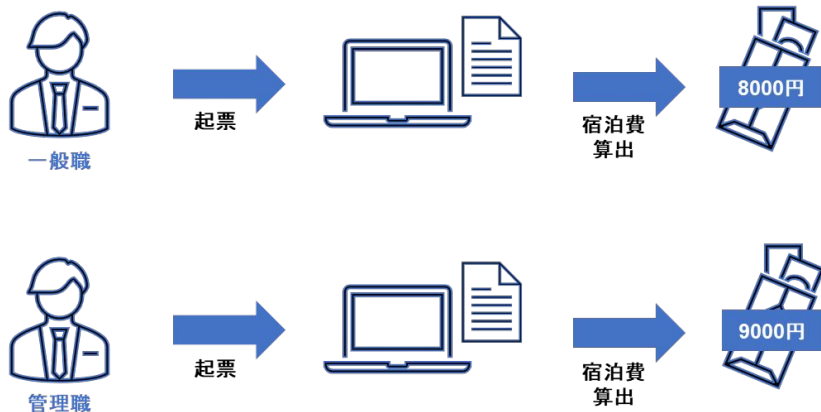 8000円
起票
宿泊費
算出
一般職
9000円
起票
宿泊費
算出
管理職